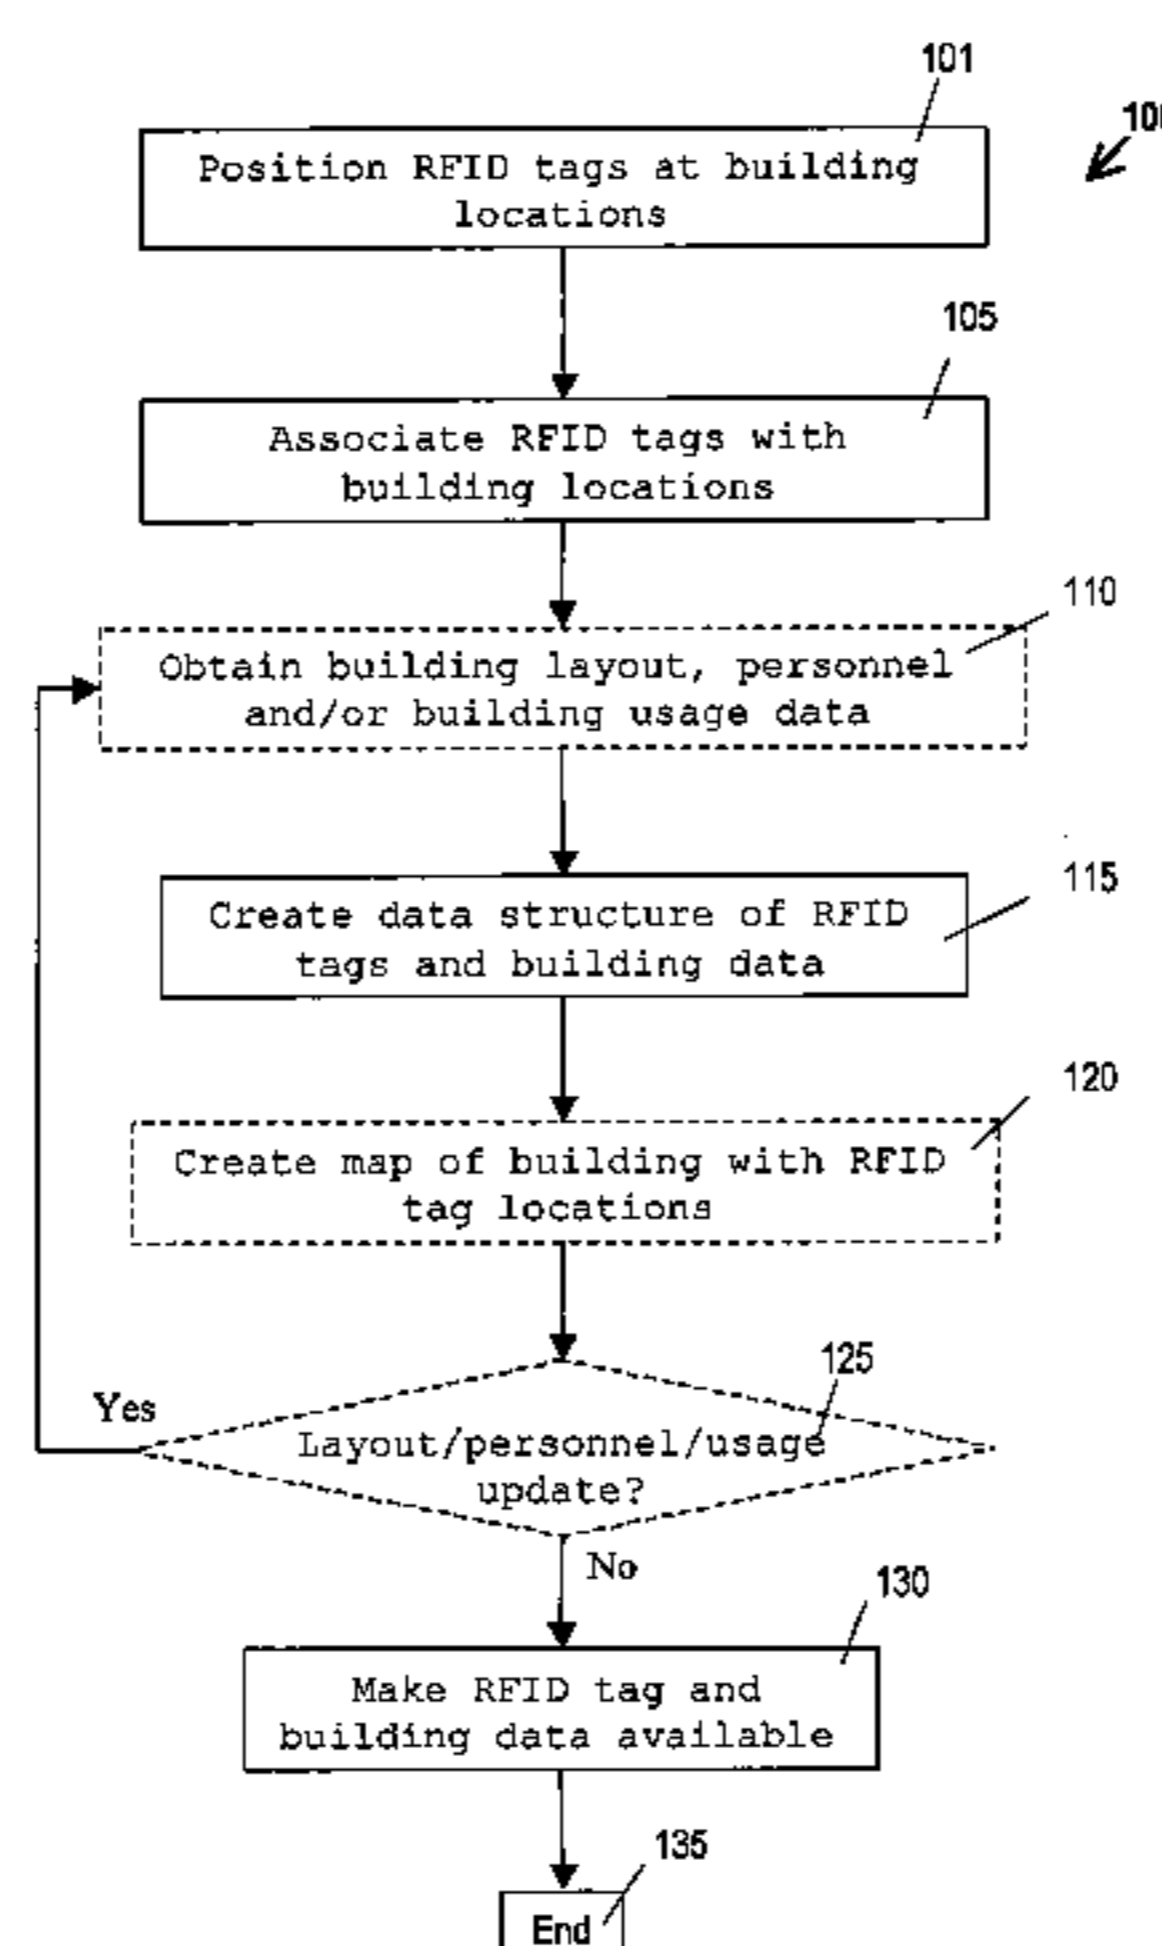 101
Position RFID tags at building
locations
105
Associate RFID tags with
building locations
110
Obtain building layout, personnel
and/or building usage data
115
Create data structure of RFID
tags and building data
120
Create map of building with RFID
tag locations
125
Yes
Layout/personnel/usage
update?
No
130
Make RFID tag and
building data available
135
End